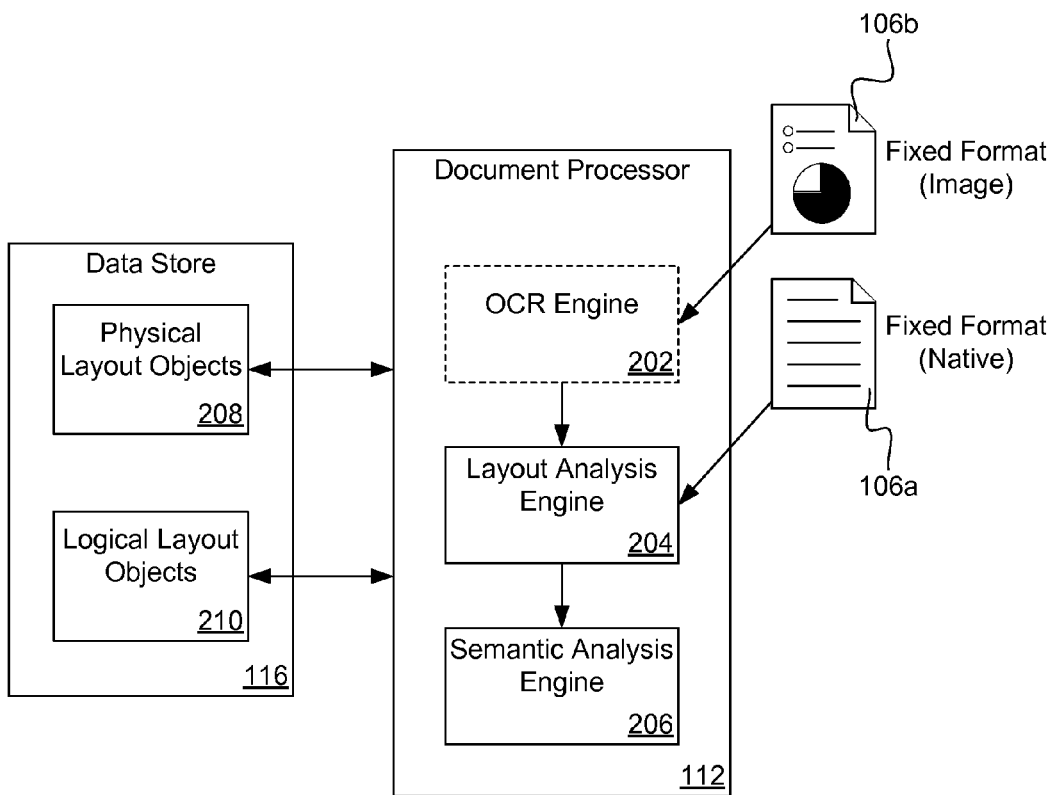 106b
Fixed Format
(Image)
Document Processor
Data Store
OCR Engine
202
Physical
Layout Objects
208
Fixed Format
(Native)
106a
Layout Analysis
Engine
204
Logical Layout
Objects
210
116
Semantic Analysis
Engine
206
112